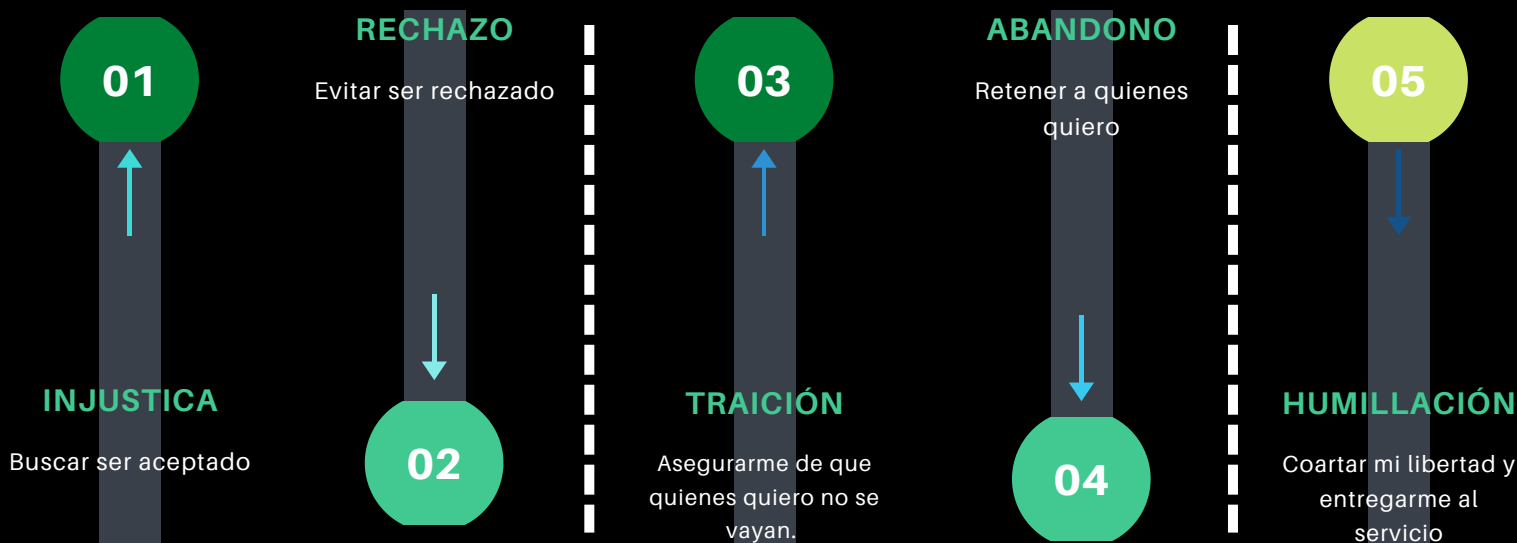 01
INJUSTICA
Buscar ser aceptado
RECHAZO
Evitar ser rechazado
02
03
TRAICIÓN
Asegurarme de que
quienes quiero no se
vayan.
ABANDONO
Retener a quienes
quiero
04
05
HUMILLACIÓN
Coartar mi libertad y
entregarme al
servicio